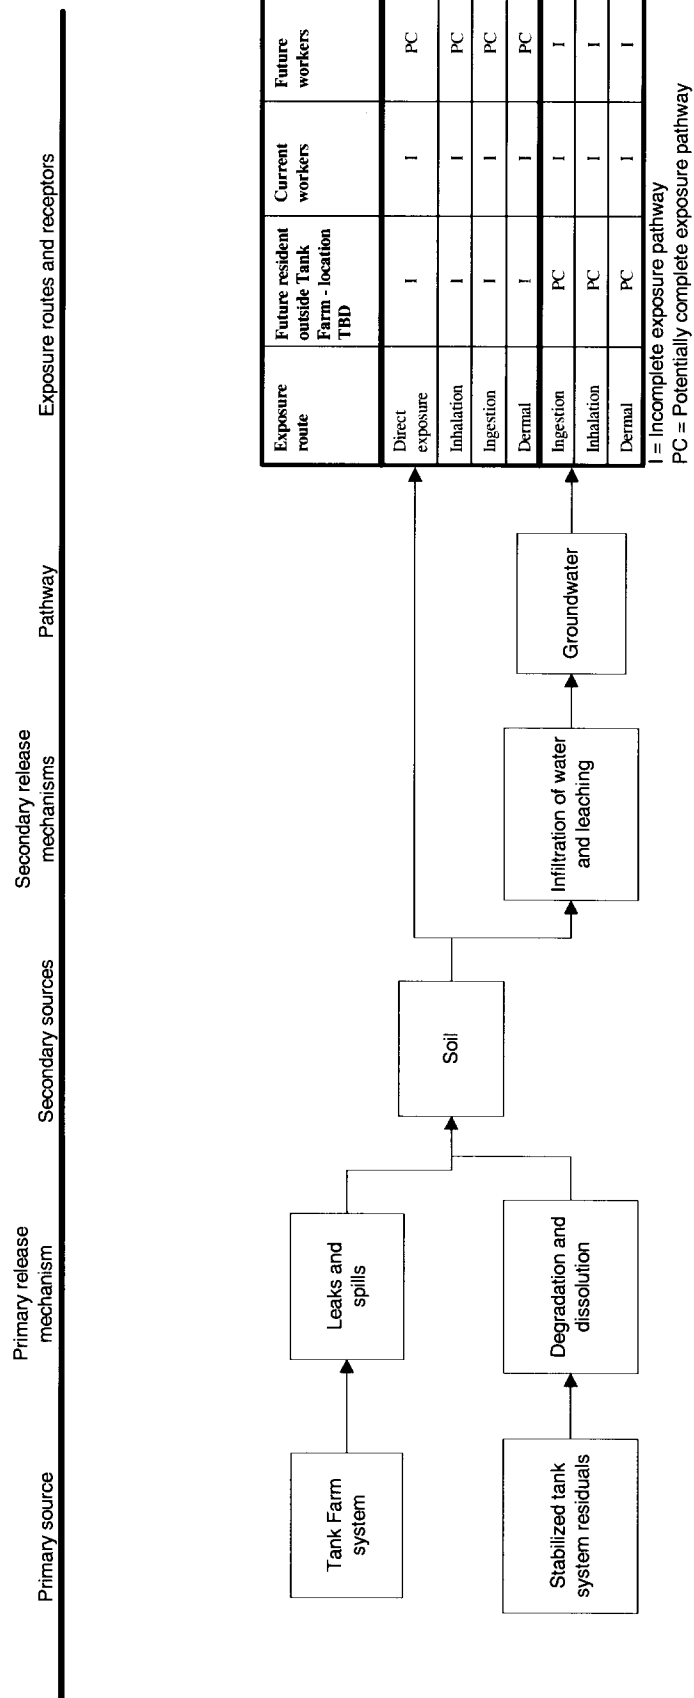 Primary source
Primary release
mechanism
Secondary sources
Secondary release
mechanisms
Pathway
Exposure routes and receptors
Tank Farm
system
Leaks and
spills
Stabilized tank
system residuals
Degradation and
dissolution
Soil
Infiltration of water
and leaching
Groundwater
Exposure
route
Future resident
outside Tank
Farm - location
TBD
Current
workers
Future
workers
Direct
exposure
I
I
PC
Inhalation
I
I
PC
Ingestion
I
I
PC
Dermal
I
I
PC
Ingestion
PC
I
I
Inhalation
PC
I
I
Dermal
PC
I
I
I = Incomplete exposure pathway
PC = Potentially complete exposure pathway